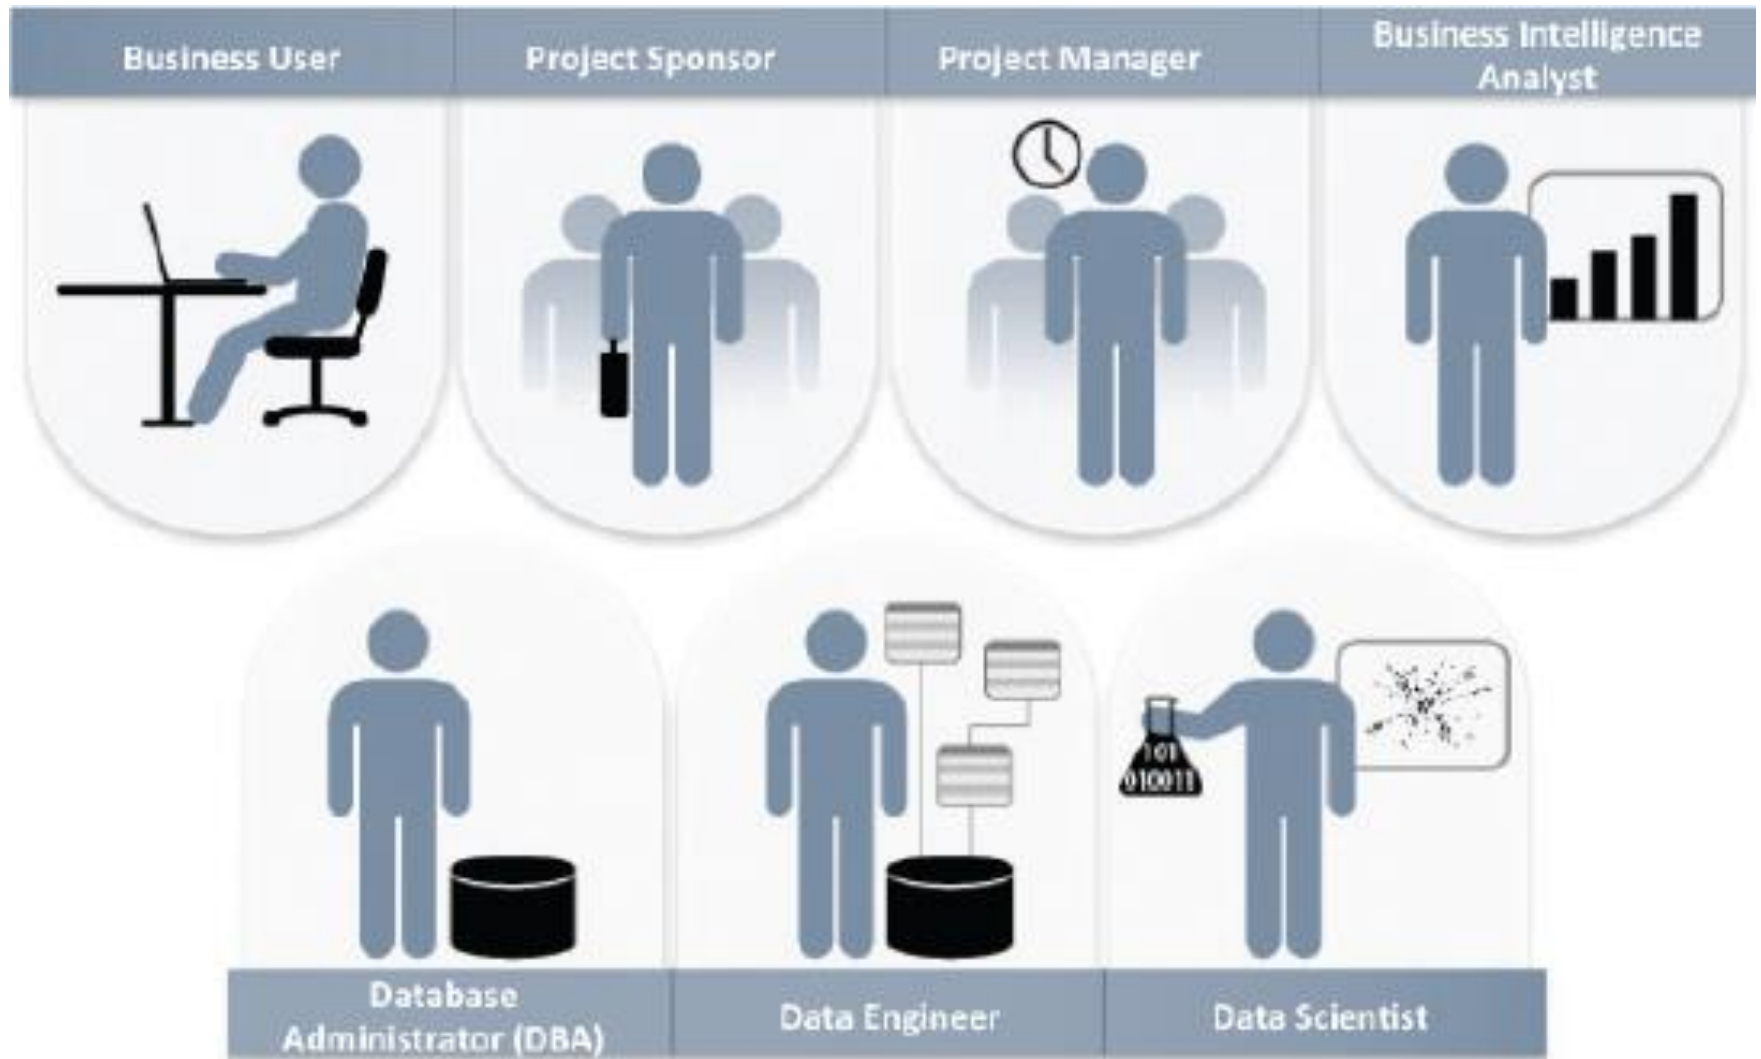 Business User
Project Sponsor
Project Manager
Business Intelligence
Analyst
101
010011
Database
Administrator (DBA)
Data Engineer
Data Scientist